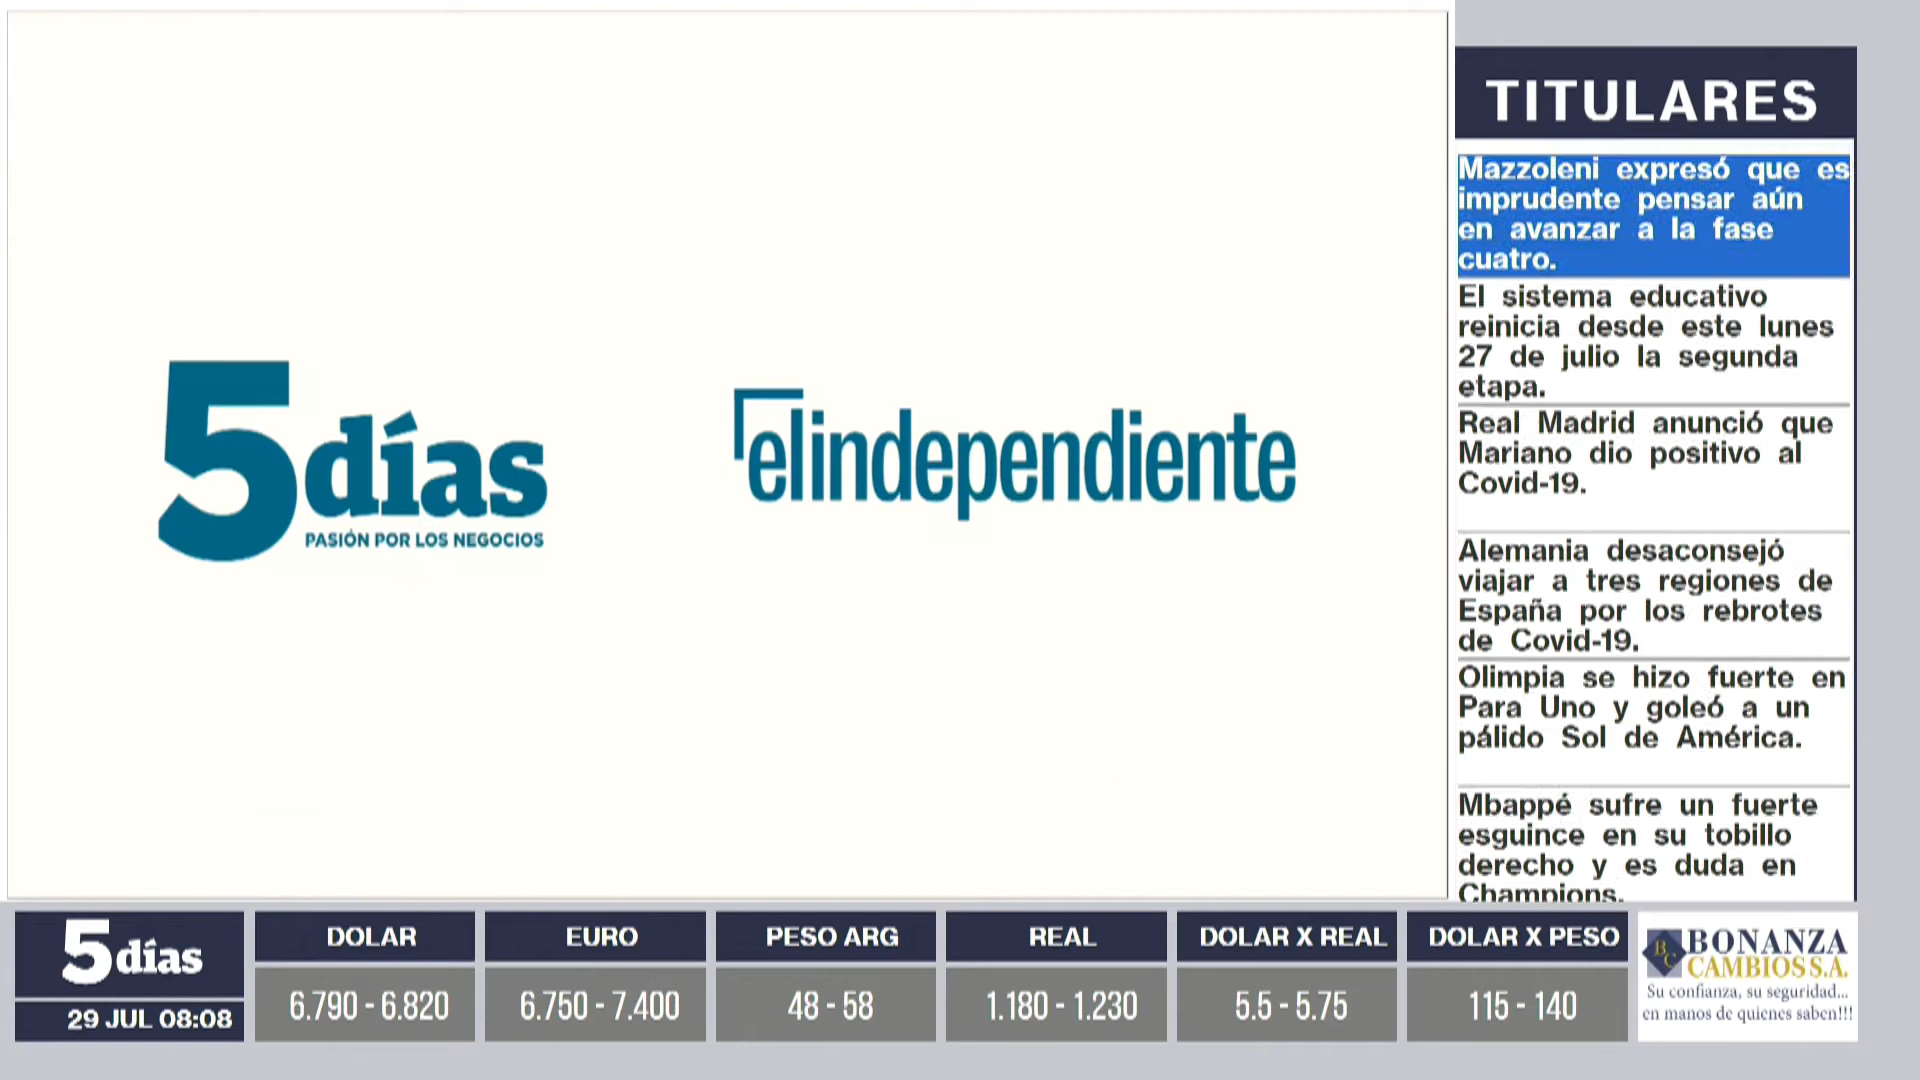 5días
PASIÓN POR LOS NEGOCIOS
elindependiente
TITULARES
Mazzoleni expresó que es
imprudente pensar aún
en avanzar a la fase
cuatro.
El sistema educativo
reinicia desde este lunes
27 de julio la segunda
etapa.
Real Madrid anunció que
Mariano dio positivo al
Covid-19.
Alemania desaconsejó
viajar a tres regiones de
España por los rebrotes
de Covid-19.
Olimpia se hizo fuerte en
Para Uno y goleó a un
pálido Sol de América.
Mbappé sufre un fuerte
esguince en su tobillo
derecho y es duda en
Champions.
5días
29 JUL 08:08
DOLAR
6.790 - 6.820
EURO
6.750 - 7.400
PESO ARG
48 - 58
REAL
1.180 - 1.230
DOLAR X REAL
5.5 - 5.75
DOLAR X PESO
115 - 140
BC
BONANZA
CAMBIOS S.A.
Su confianza, su seguridad...
en manos de quienes saben!!!